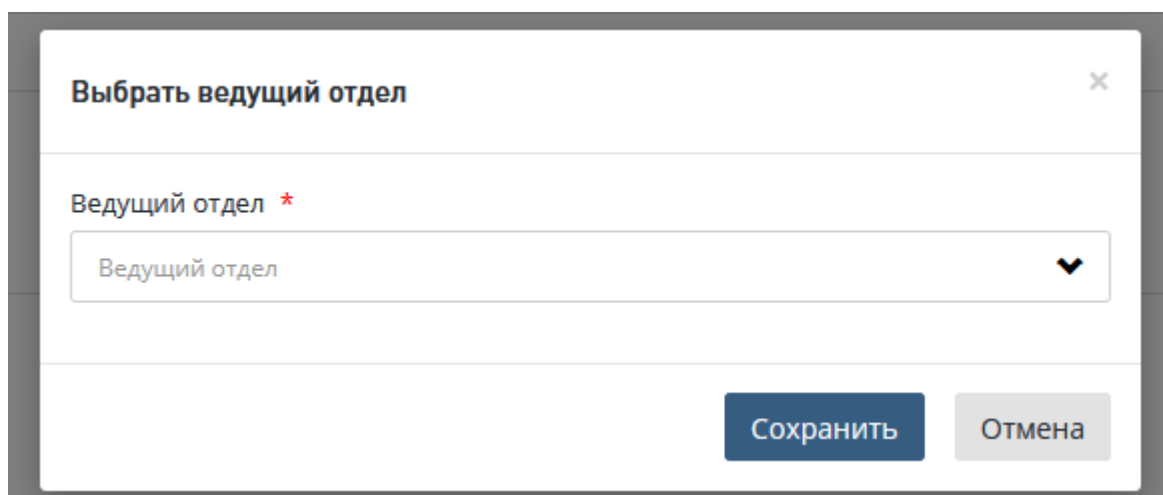 Выбрать ведущий отдел
×
Ведущий отдел *
Ведущий отдел
Сохранить Отмена